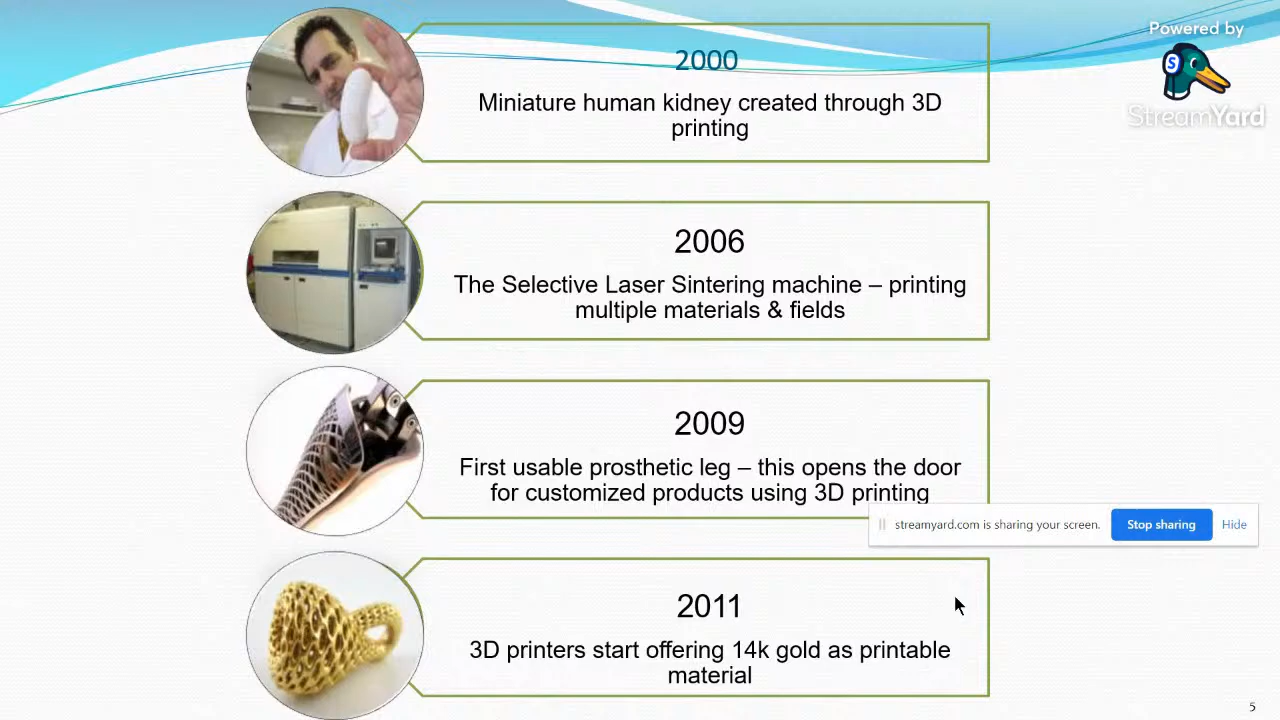 Powered by
S
StreamYard
2000
Miniature human kidney created through 3D
printing
2006
The Selective Laser Sintering machine – printing
multiple materials & fields
2009
First usable prosthetic leg – this opens the door
for customized products using 3D printing
streamyard.com is sharing your screen.
Stop sharing
Hide
2011
3D printers start offering 14k gold as printable
material
5